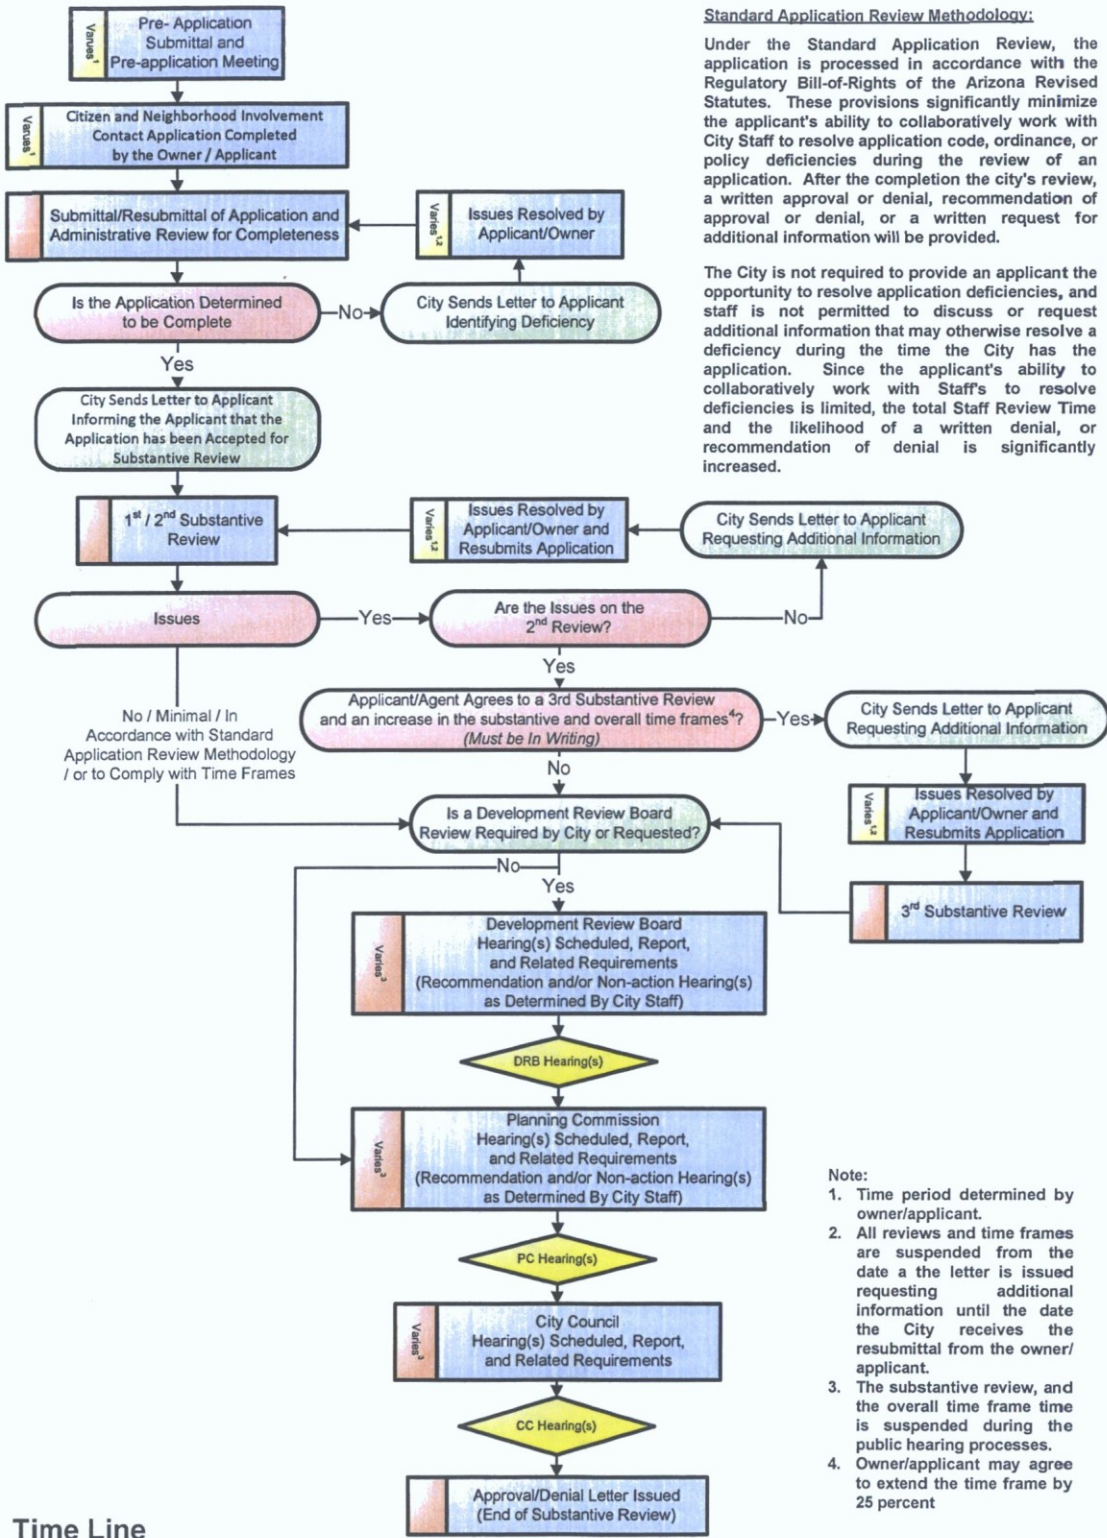 Pre- Application
Submittal and
Pre-application Meeting
Varues¹
Citizen and Neighborhood Involvement
Contact Application Completed
by the Owner / Applicant
Varues¹
Submittal/Resubmittal of Application and
Administrative Review for Completeness
Issues Resolved by
Applicant/Owner
Varies¹,²
Is the Application Determined
to be Complete
No
City Sends Letter to Applicant
Identifying Deficiency
Yes
City Sends Letter to Applicant
Informing the Applicant that the
Application has been Accepted for
Substantive Review
1st / 2nd Substantive
Review
Varies¹,²
Issues Resolved by
Applicant/Owner and
Resubmits Application
City Sends Letter to Applicant
Requesting Additional Information
Issues
Yes
Are the Issues on the
2nd Review?
No
Yes
No / Minimal / In
Accordance with Standard
Application Review Methodology
/ or to Comply with Time Frames
Applicant/Agent Agrees to a 3rd Substantive Review
and an increase in the substantive and overall time frames⁴?
(Must be In Writing)
Yes
City Sends Letter to Applicant
Requesting Additional Information
No
Varies¹,²
Issues Resolved by
Applicant/Owner and
Resubmits Application
Is a Development Review Board
Review Required by City or Requested?
No
Yes
3rd Substantive Review
Varies³
Development Review Board
Hearing(s) Scheduled, Report,
and Related Requirements
(Recommendation and/or Non-action Hearing(s)
as Determined By City Staff)
DRB Hearing(s)
Varies³
Planning Commission
Hearing(s) Scheduled, Report,
and Related Requirements
(Recommendation and/or Non-action Hearing(s)
as Determined By City Staff)
PC Hearing(s)
Varies³
City Council
Hearing(s) Scheduled, Report,
and Related Requirements
CC Hearing(s)
Approval/Denial Letter Issued
(End of Substantive Review)
Time Line
Standard Application Review Methodology:
Under the Standard Application Review, the
application is processed in accordance with the
Regulatory Bill-of-Rights of the Arizona Revised
Statutes. These provisions significantly minimize
the applicant's ability to collaboratively work with
City Staff to resolve application code, ordinance, or
policy deficiencies during the review of an
application. After the completion the city's review,
a written approval or denial, recommendation of
approval or denial, or a written request for
additional information will be provided.
The City is not required to provide an applicant the
opportunity to resolve application deficiencies, and
staff is not permitted to discuss or request
additional information that may otherwise resolve a
deficiency during the time the City has the
application. Since the applicant's ability to
collaboratively work with Staff's to resolve
deficiencies is limited, the total Staff Review Time
and the likelihood of a written denial, or
recommendation of denial is significantly
increased.
Note:
1. Time period determined by
owner/applicant.
2. All reviews and time frames
are suspended from the
date a the letter is issued
requesting additional
information until the date
the City receives the
resubmittal from the owner/
applicant.
3. The substantive review, and
the overall time frame time
is suspended during the
public hearing processes.
4. Owner/applicant may agree
to extend the time frame by
25 percent